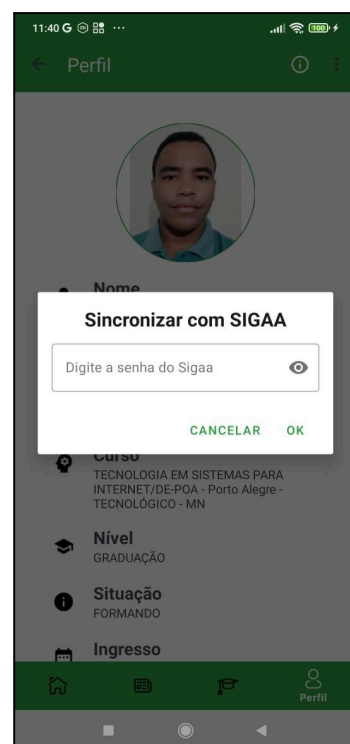 11:40 G ...
100
Perfil
Nome
Sincronizar com SIGAA
Digite a senha do Sigaa
CANCELAR OK
Curso
TECNOLOGIA EM SISTEMAS PARA
INTERNET/DE-POA - Porto Alegre -
TECNOLÓGICO - MN
Nível
GRADUAÇÃO
Situação
FORMANDO
Ingresso
Perfil